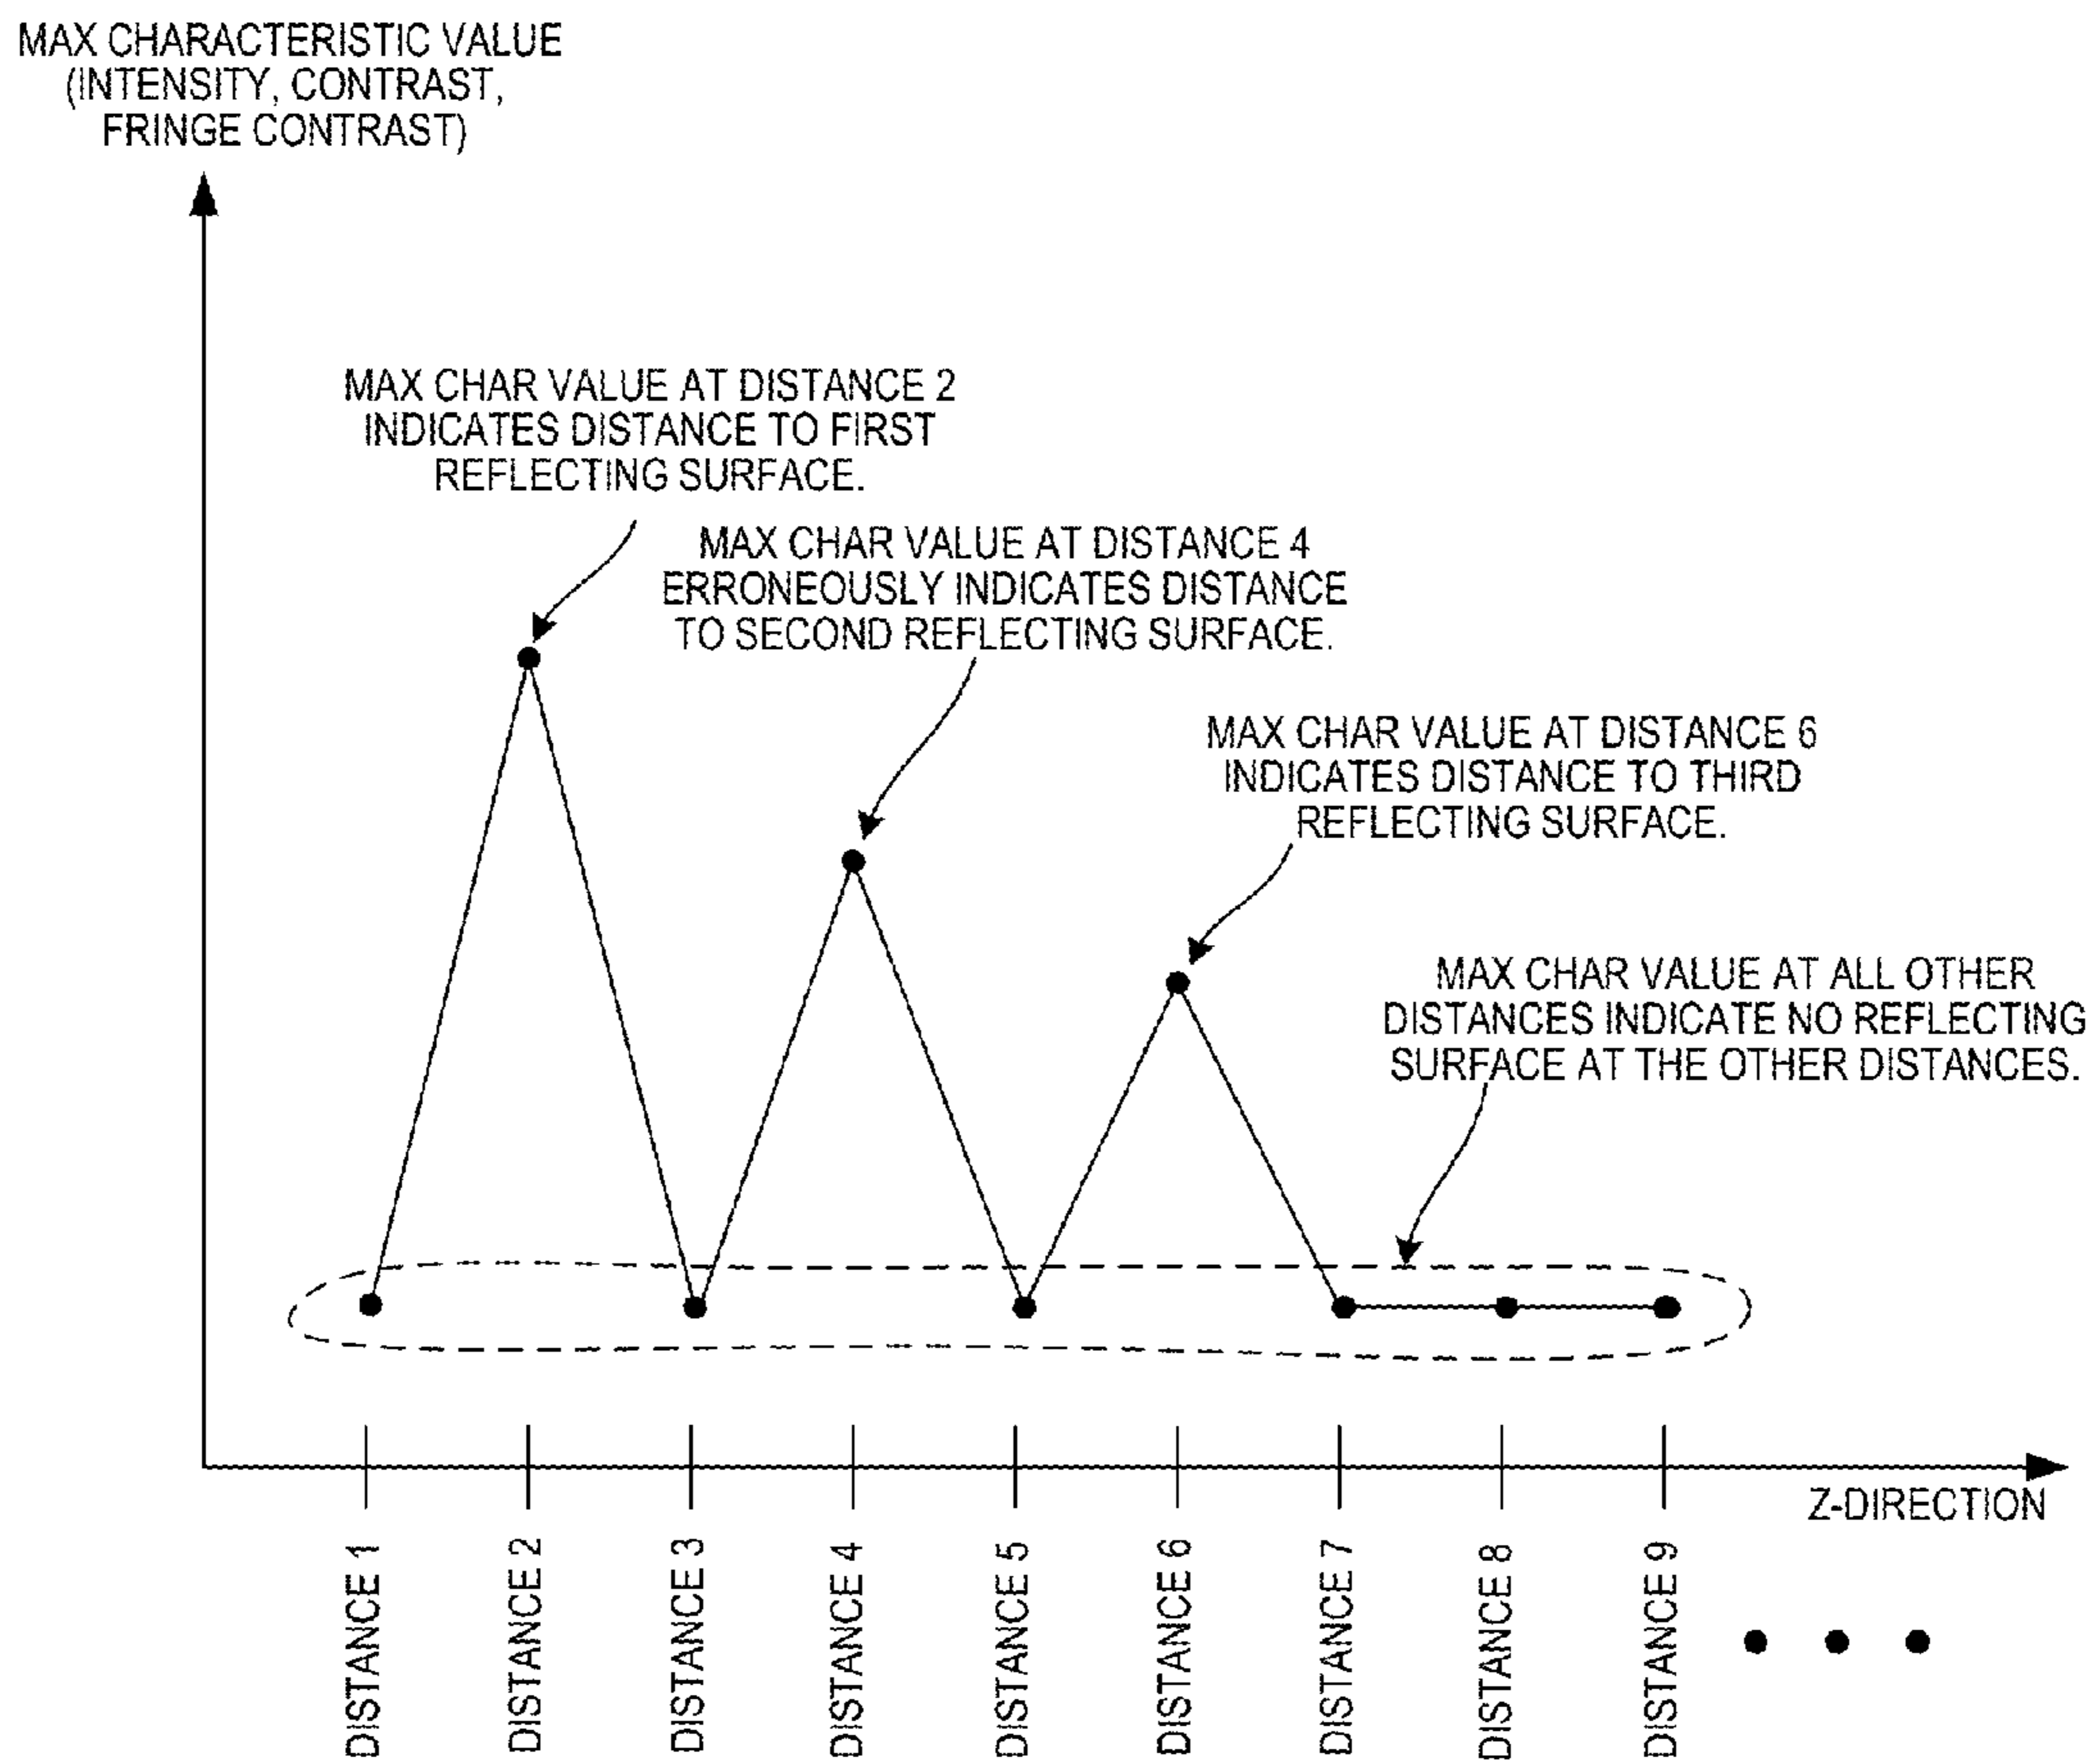 MAX CHARACTERISTIC VALUE
(INTENSITY, CONTRAST,
FRINGE CONTRAST)
MAX CHAR VALUE AT DISTANCE 2
INDICATES DISTANCE TO FIRST
REFLECTING SURFACE.
MAX CHAR VALUE AT DISTANCE 4
ERRONEOUSLY INDICATES DISTANCE
TO SECOND REFLECTING SURFACE.
MAX CHAR VALUE AT DISTANCE 6
INDICATES DISTANCE TO THIRD
REFLECTING SURFACE.
MAX CHAR VALUE AT ALL OTHER
DISTANCES INDICATE NO REFLECTING
SURFACE AT THE OTHER DISTANCES.
Z-DIRECTION
DISTANCE 1
DISTANCE 2
DISTANCE 3
DISTANCE 4
DISTANCE 5
DISTANCE 6
DISTANCE 7
DISTANCE 8
DISTANCE 9